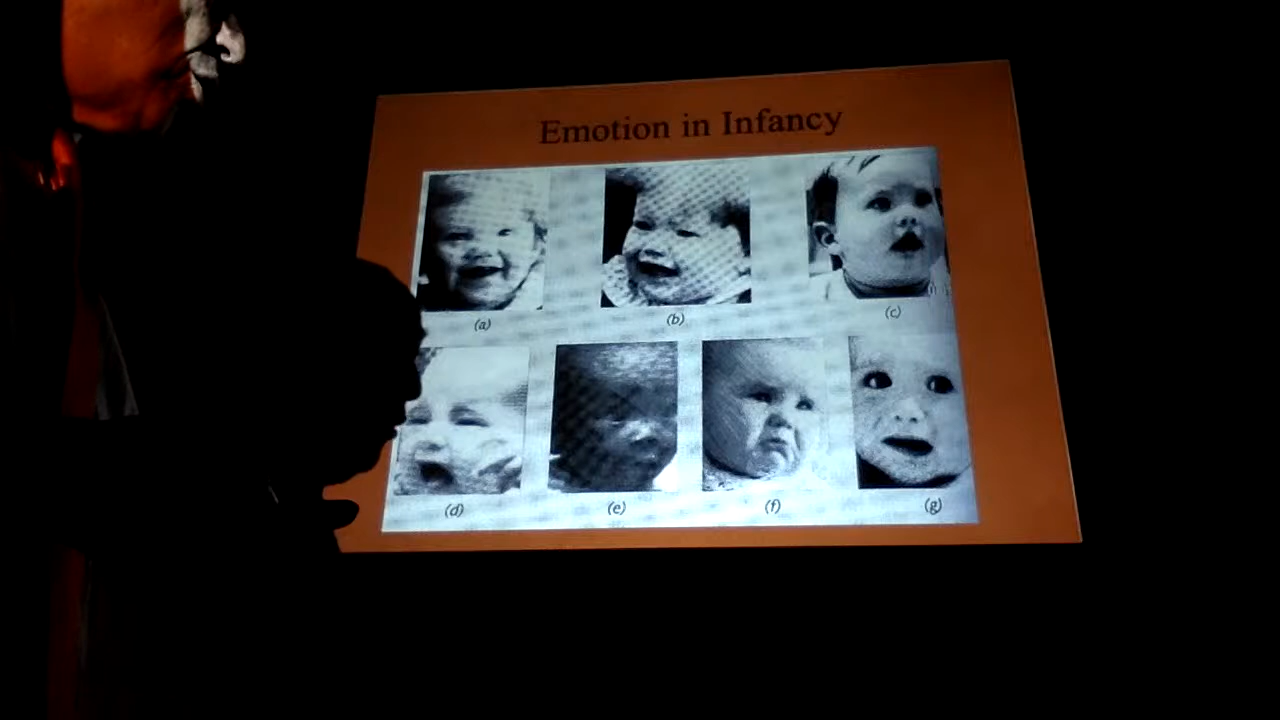 Emotion in Infancy
(a)
(b)
(c)
(d)
(e)
(f)
(g)